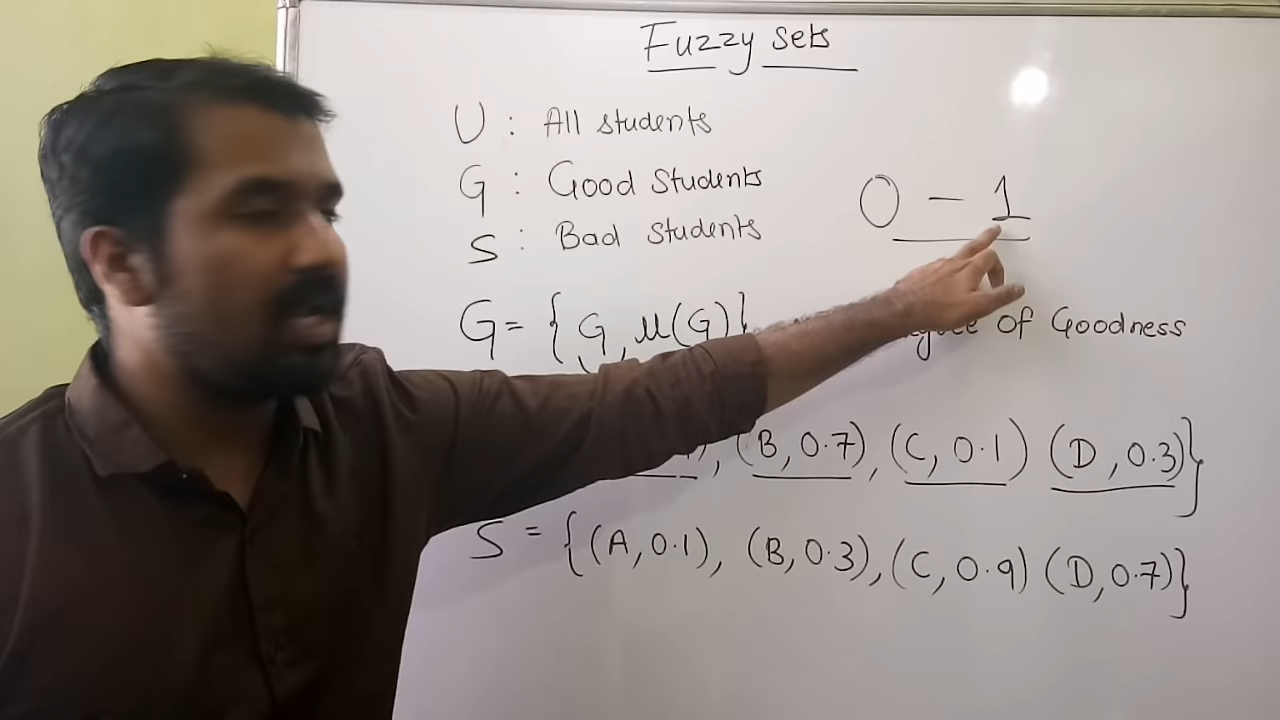 Fuzzy sets
U : All students
G : Good Students
0 – 1
S : Bad students
G = { G, μ(G)} of Goodness
, (B, 0.7), (C, 0.1) (D, 0.3)}
S = {(A, 0.1), (B, 0.3), (C, 0.9) (D, 0.7)}